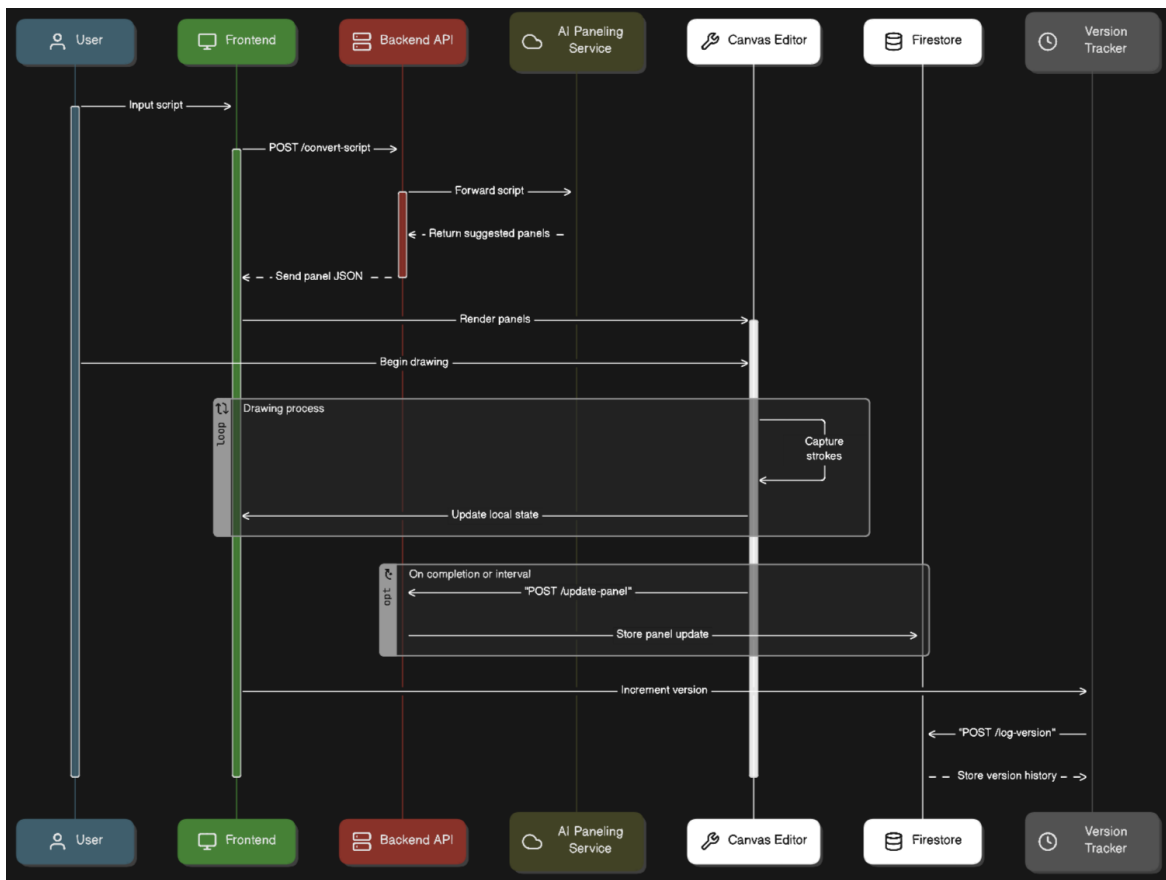 User
Frontend
Backend API
AI Paneling
Service
Canvas Editor
Firestore
Version
Tracker
Input script
POST /convert-script
Forward script
Return suggested panels
Send panel JSON
Render panels
Begin drawing
loop
Drawing process
Capture
strokes
Update local state
opt
On completion or interval
"POST /update-panel"
Store panel update
Increment version
"POST /log-version"
Store version history
User
Frontend
Backend API
AI Paneling
Service
Canvas Editor
Firestore
Version
Tracker